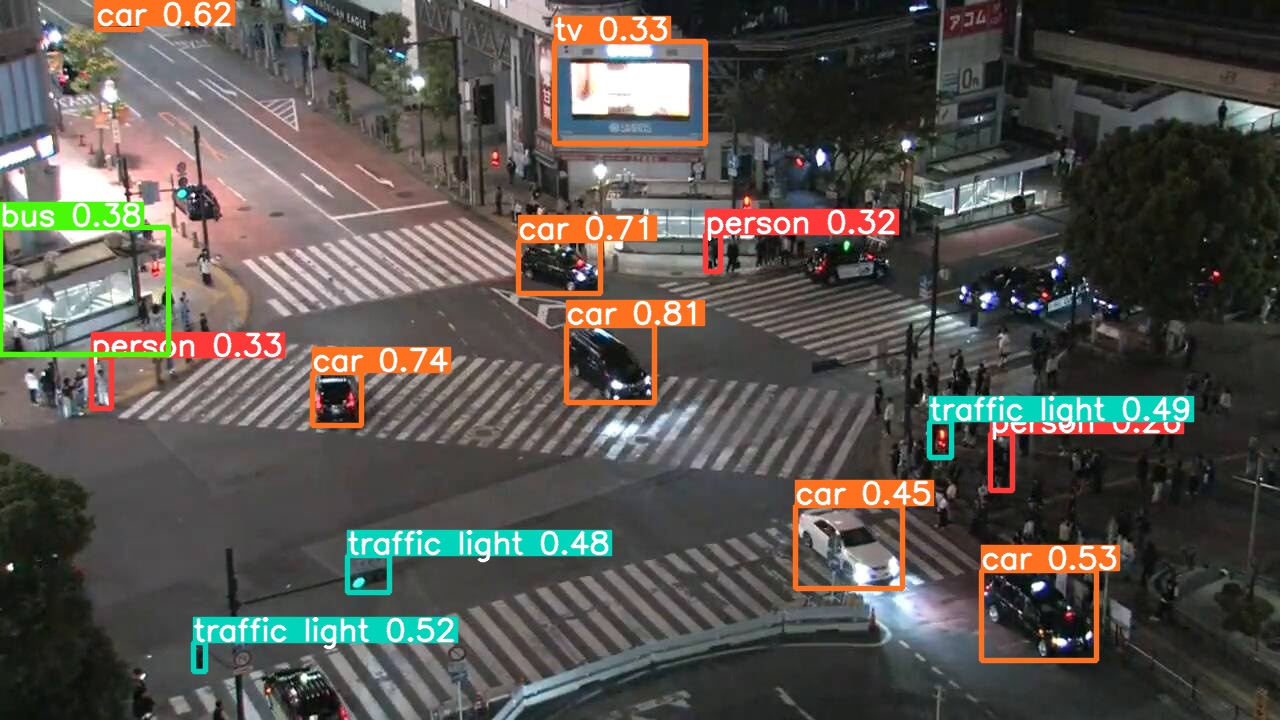 car 0.62
tv 0.33
AMERICAN EAGLE
アコム
bus 0.38
car 0.71
person 0.32
car 0.81
person 0.33
car 0.74
traffic light 0.49
person 0.26
car 0.45
traffic light 0.48
car 0.53
traffic light 0.52